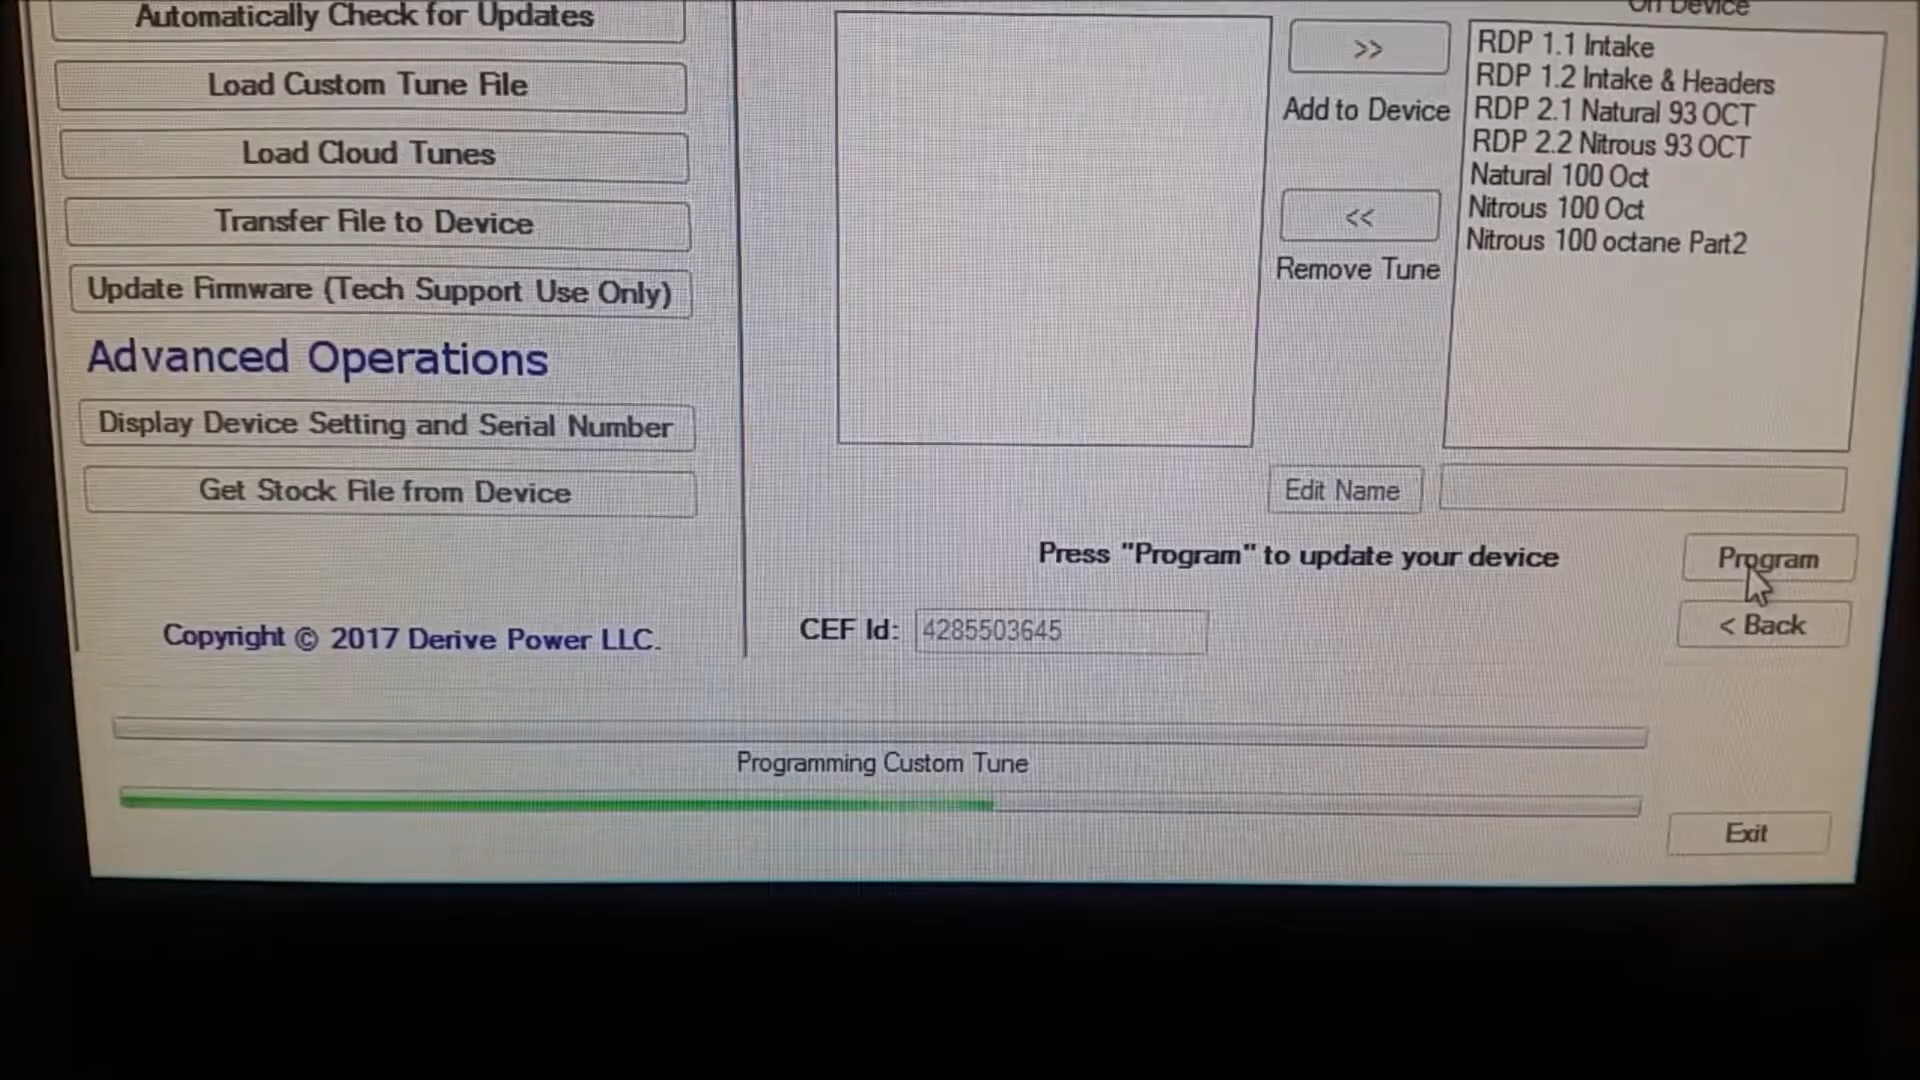 Automatically Check for Updates
Load Custom Tune File
Load Cloud Tunes
Transfer File to Device
Update Firmware (Tech Support Use Only)
Advanced Operations
Display Device Setting and Serial Number
Get Stock File from Device
Copyright © 2017 Derive Power LLC.
>>
Add to Device
<<
Remove Tune
On Device
RDP 1.1 Intake
RDP 1.2 Intake & Headers
RDP 2.1 Natural 93 OCT
RDP 2.2 Nitrous 93 OCT
Natural 100 Oct
Nitrous 100 Oct
Nitrous 100 octane Part2
Edit Name
Press "Program" to update your device
Program
CEF Id: 4285503645
< Back
Programming Custom Tune
Exit